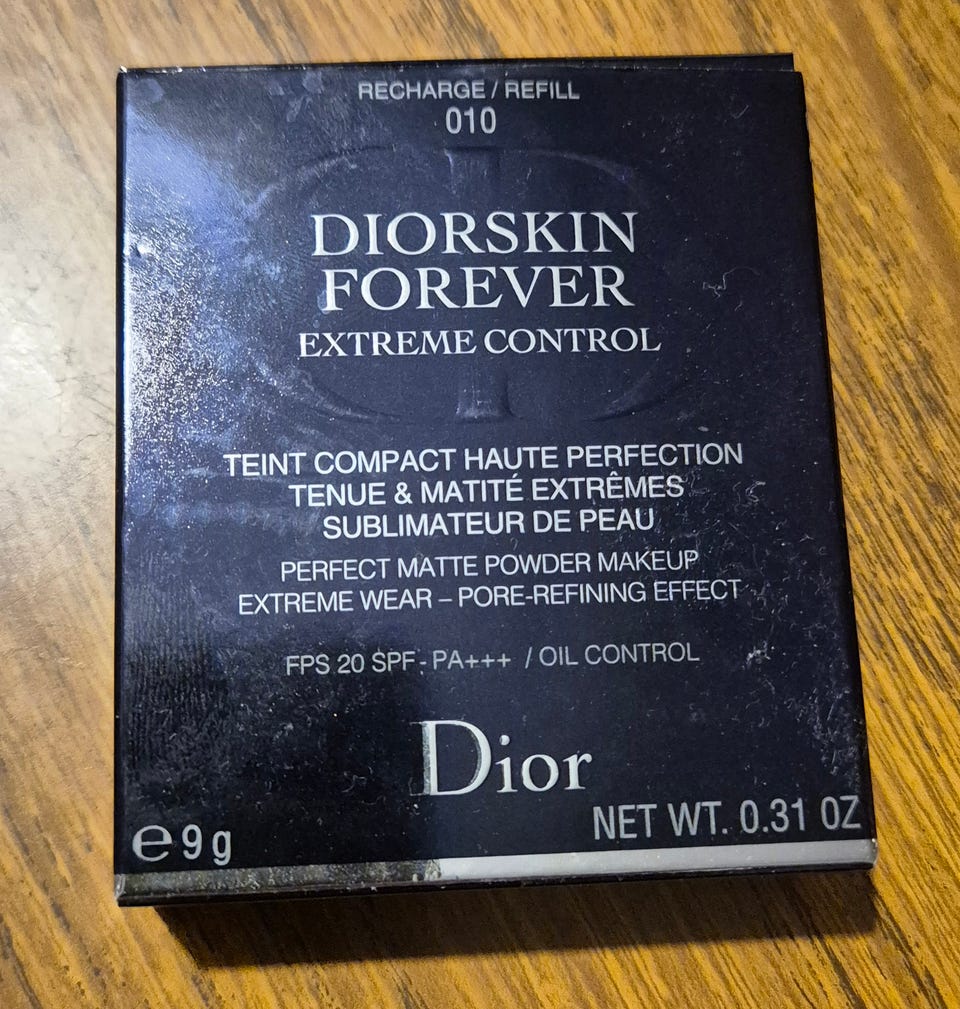 RECHARGE / REFILL
010
DIORSKIN
FOREVER
EXTREME CONTROL
TEINT COMPACT HAUTE PERFECTION
TENUE & MATITÉ EXTRÊMES
SUBLIMATEUR DE PEAU
PERFECT MATTE POWDER MAKEUP
EXTREME WEAR – PORE-REFINING EFFECT
FPS 20 SPF - PA+++ / OIL CONTROL
Dior
℮ 9 g NET WT. 0.31 OZ